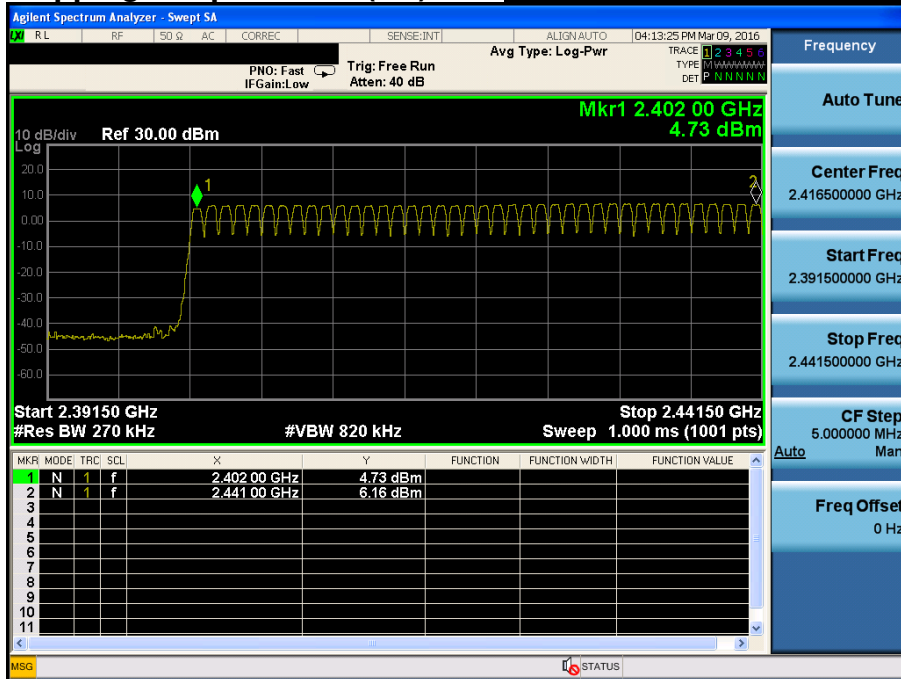 Agilent Spectrum Analyzer - Swept SA
LXI RL RF 50 Ω AC CORREC SENSE:INT ALIGN AUTO 04:13:25 PM Mar 09, 2016
Avg Type: Log-Pwr TRACE 1 2 3 4 5 6
PNO: Fast Trig: Free Run TYPE M W W W W W
IFGain:Low Atten: 40 dB DET P N N N N N
Frequency
Mkr1 2.402 00 GHz
4.73 dBm
10 dB/div Ref 30.00 dBm
Log
20.0
10.0
0.00
-10.0
-20.0
-30.0
-40.0
-50.0
-60.0
1
2
Start 2.39150 GHz Stop 2.44150 GHz
#Res BW 270 kHz #VBW 820 kHz Sweep 1.000 ms (1001 pts)
MKR MODE TRC SCL X Y FUNCTION FUNCTION WIDTH FUNCTION VALUE
1 N 1 f 2.402 00 GHz 4.73 dBm
2 N 1 f 2.441 00 GHz 6.16 dBm
3
4
5
6
7
8
9
10
11
Auto Tune
Center Freq
2.416500000 GHz
Start Freq
2.391500000 GHz
Stop Freq
2.441500000 GHz
CF Step
5.000000 MHz
Auto Man
Freq Offset
0 Hz
MSG STATUS